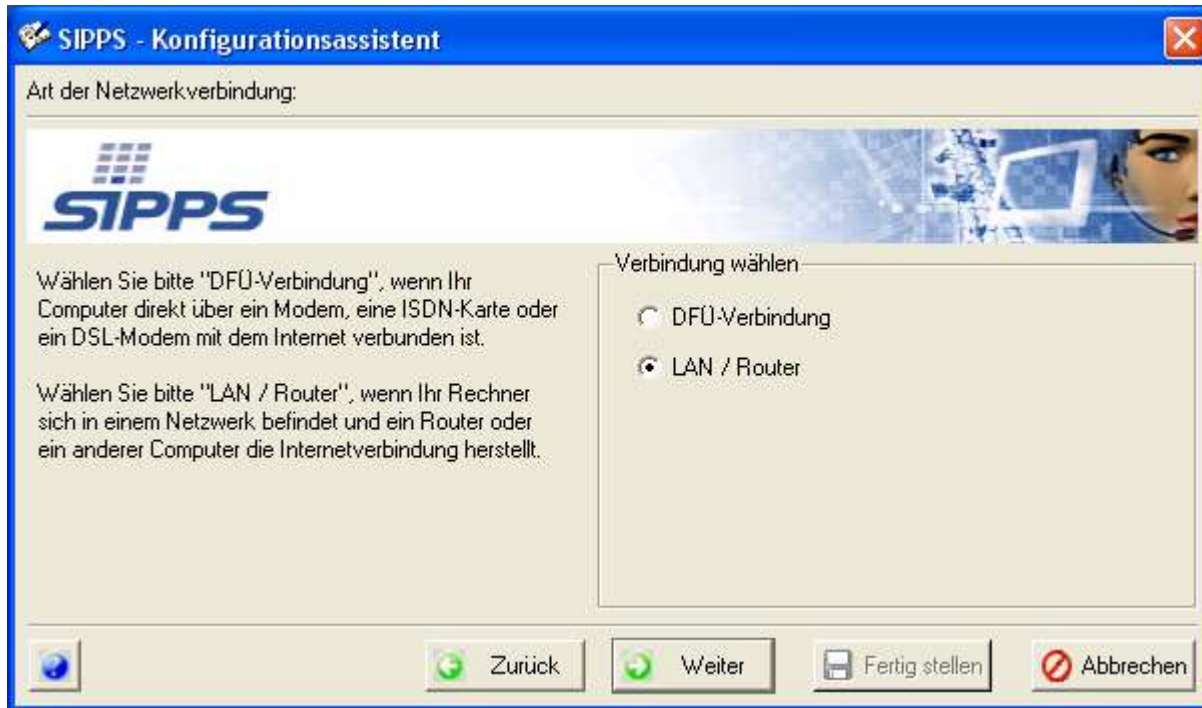 SIPPS - Konfigurationsassistent
Art der Netzwerkverbindung:
SIPPS
Wählen Sie bitte "DFÜ-Verbindung", wenn Ihr
Computer direkt über ein Modem, eine ISDN-Karte oder
ein DSL-Modem mit dem Internet verbunden ist.
Wählen Sie bitte "LAN / Router", wenn Ihr Rechner
sich in einem Netzwerk befindet und ein Router oder
ein anderer Computer die Internetverbindung herstellt.
Verbindung wählen
DFÜ-Verbindung
LAN / Router
Zurück
Weiter
Fertig stellen
Abbrechen